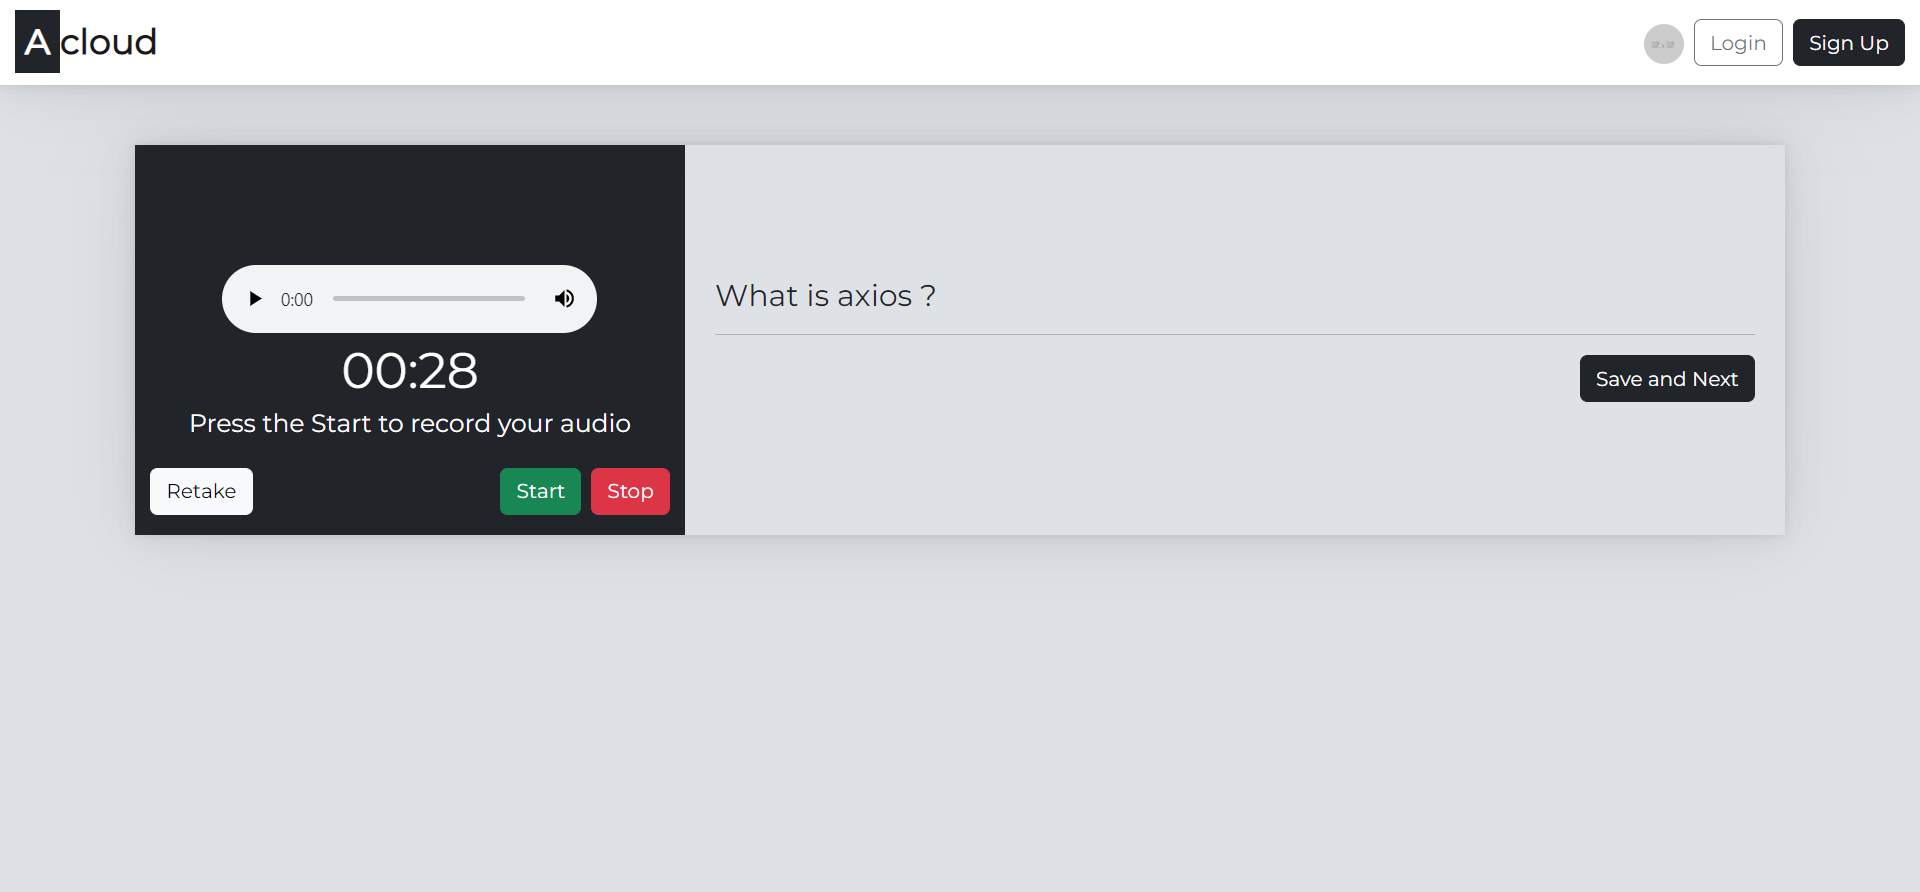 A cloud
Login
Sign Up
0:00
00:28
Press the Start to record your audio
Retake
Start
Stop
What is axios ?
Save and Next